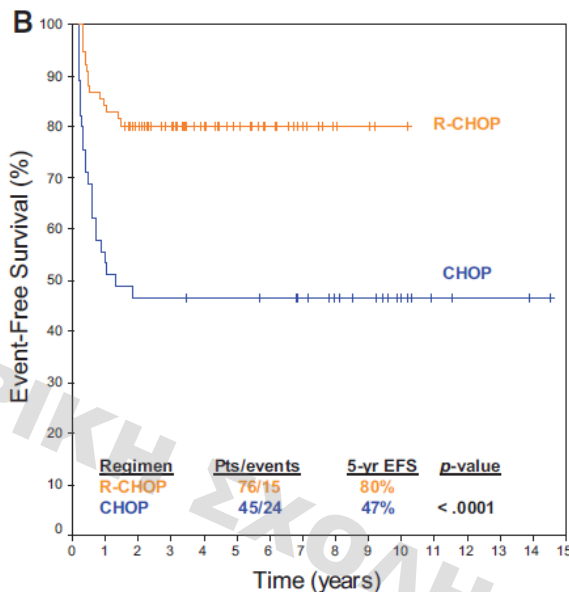 B
Event-Free Survival (%)
100
90
80
70
60
50
40
30
20
10
0
R-CHOP
CHOP
Regimen Pts/events 5-yr EFS p-value
R-CHOP 76/15 80%
CHOP 45/24 47% < .0001
0 1 2 3 4 5 6 7 8 9 10 11 12 13 14 15
Time (years)
ΡΙΚΗ ΣΧΟΛΗ